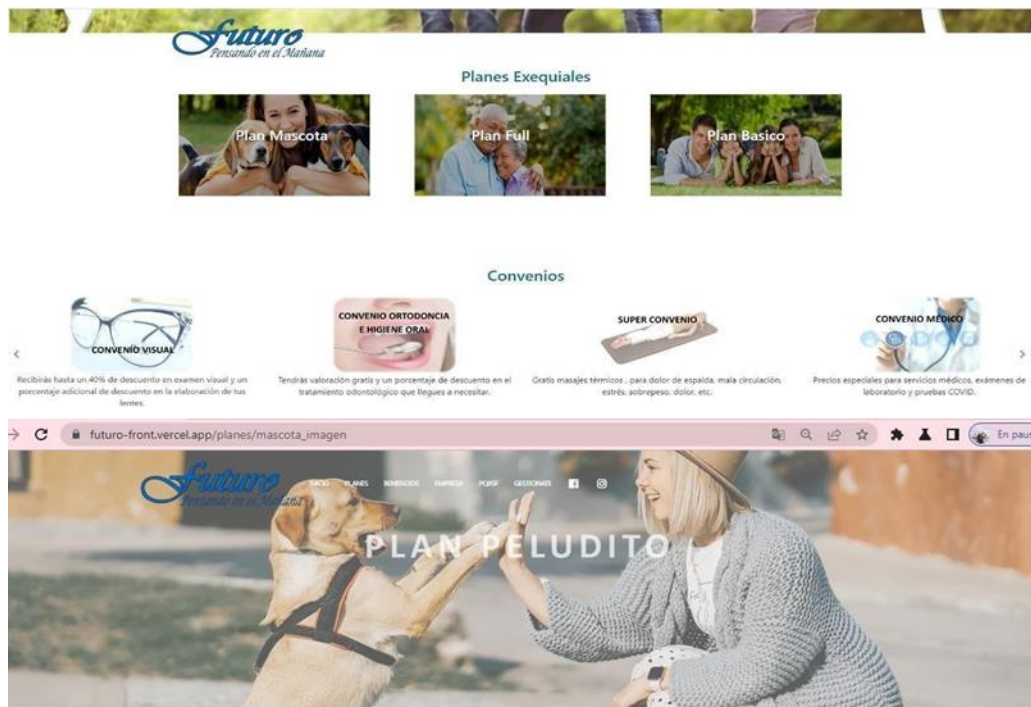 Futuro
Pensando en el Mañana
Planes Exequiales
Plan Mascota
Plan Full
Plan Basico
Convenios
CONVENIO VISUAL
CONVENIO ORTODONCIA
E HIGIENE ORAL
SUPER CONVENIO
CONVENIO MÉDICO
Recibirás hasta un 40% de descuento en examen visual y un
porcentaje adicional de descuento en la elaboración de tus
lentes.
Tendrás valoración gratis y un porcentaje de descuento en el
tratamiento odontológico que llegues a necesitar.
Gratis masajes térmicos , para dolor de espalda, mala circulación,
estrés, sobrepeso, dolor, etc.
Precios especiales para servicios médicos, exámenes de
laboratorio y pruebas COVID.
futuro-front.vercel.app/planes/mascota_imagen
En paus
Futuro
Pensando en el Mañana
INICIO PLANES BENEFICIOS EMPRESA PQRSF GESTIONATE
PLAN PELUDITO